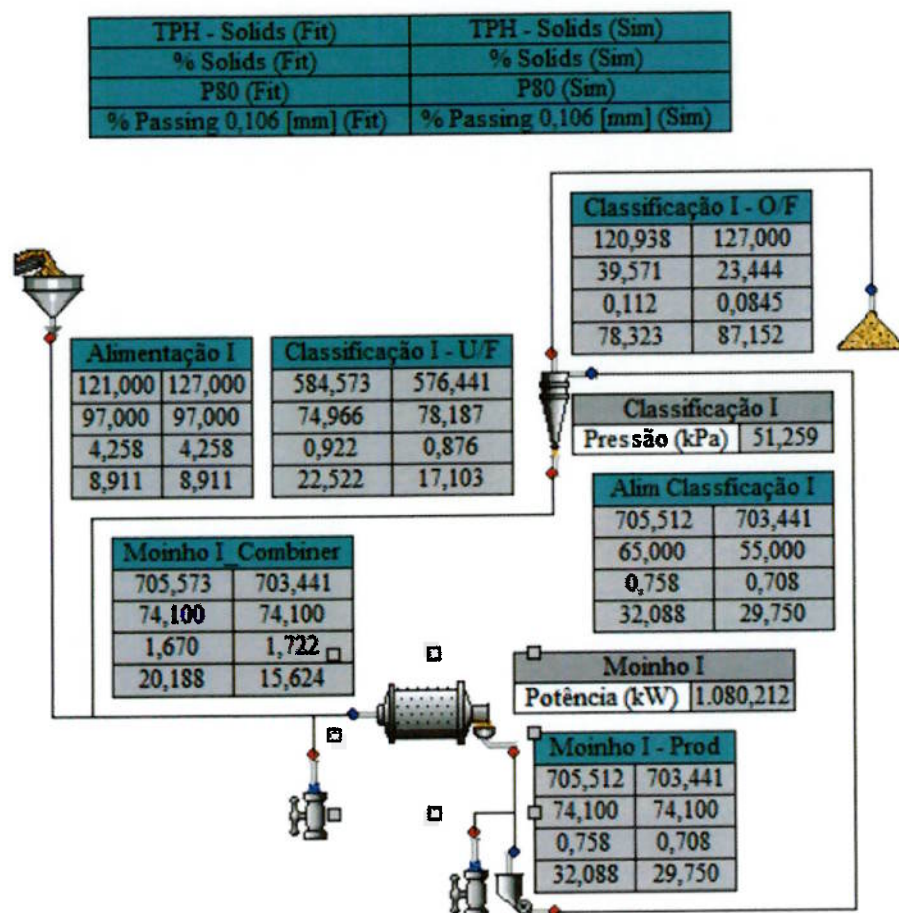 TPH - Solids (Fit) TPH - Solids (Sim)
% Solids (Fit) % Solids (Sim)
P80 (Fit) P80 (Sim)
% Passing 0,106 [mm] (Fit) % Passing 0,106 [mm] (Sim)
Classificação I - O/F
120,938 127,000
39,571 23,444
0,112 0,0845
78,323 87,152
Alimentação I
121,000 127,000
97,000 97,000
4,258 4,258
8,911 8,911
Classificação I - U/F
584,573 576,441
74,966 78,187
0,922 0,876
22,522 17,103
Classificação I
Pressão (kPa) 51,259
Alim Classficação I
705,512 703,441
65,000 55,000
0,758 0,708
32,088 29,750
Moinho I_Combiner
705,573 703,441
74,100 74,100
1,670 1,722
20,188 15,624
Moinho I
Potência (kW) 1.080,212
Moinho I - Prod
705,512 703,441
74,100 74,100
0,758 0,708
32,088 29,750